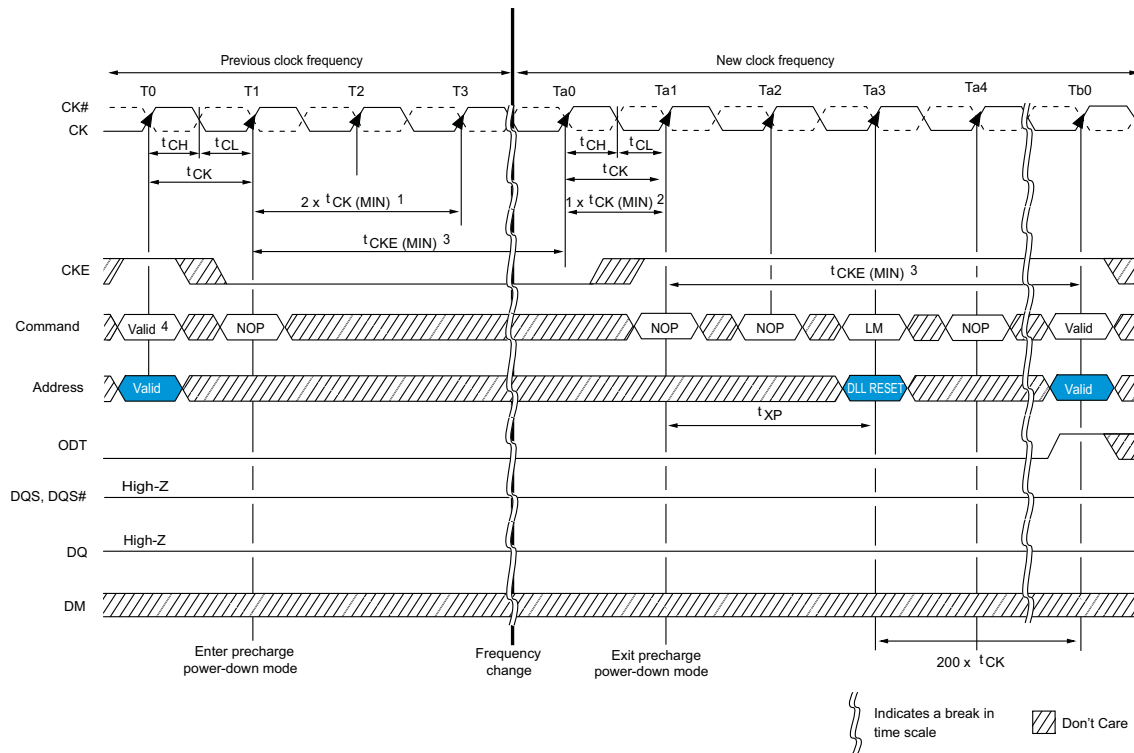 Previous clock frequency
New clock frequency
T0 T1 T2 T3 Ta0 Ta1 Ta2 Ta3 Ta4 Tb0
CK#
CK
tCH tCL tCH tCL
tCK tCK
2 x tCK (MIN) 1 1 x tCK (MIN) 2
tCKE (MIN) 3
CKE
tCKE (MIN) 3
Command Valid 4 NOP NOP NOP LM NOP Valid
Address Valid DLL RESET Valid
tXP
ODT
High-Z
DQS, DQS#
High-Z
DQ
DM
Enter precharge
power-down mode
Frequency
change
Exit precharge
power-down mode
200 x tCK
Indicates a break in
time scale
Don't Care